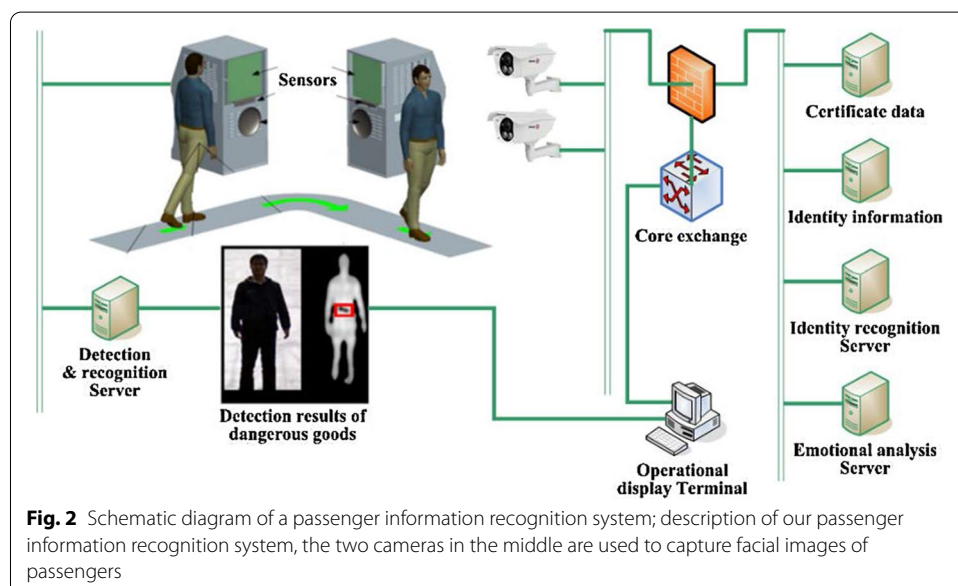 Sensors
Certificate data
Core exchange
Identity information
Identity recognition
Server
Detection
& recognition
Server
Detection results of
dangerous goods
Operational
display Terminal
Emotional analysis
Server
Fig. 2 Schematic diagram of a passenger information recognition system; description of our passenger
information recognition system, the two cameras in the middle are used to capture facial images of
passengers